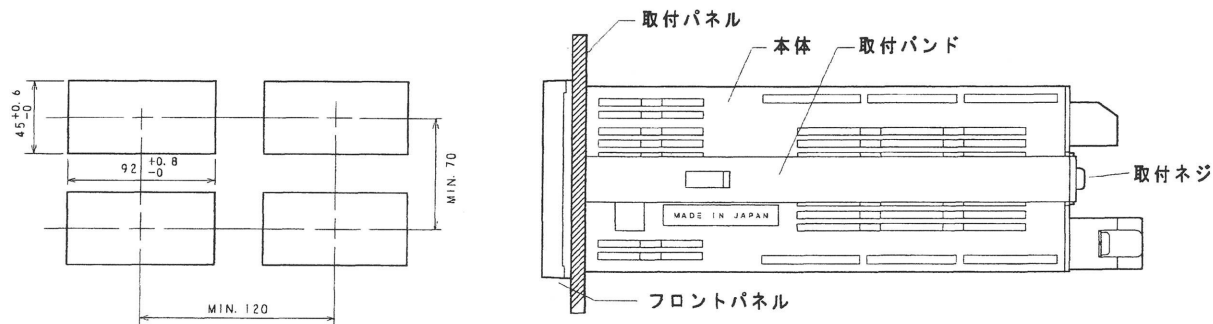 45 +0.6 -0
92 +0.8 -0
MIN. 70
MIN. 120
取付パネル
本体
取付バンド
取付ネジ
MADE IN JAPAN
フロントパネル